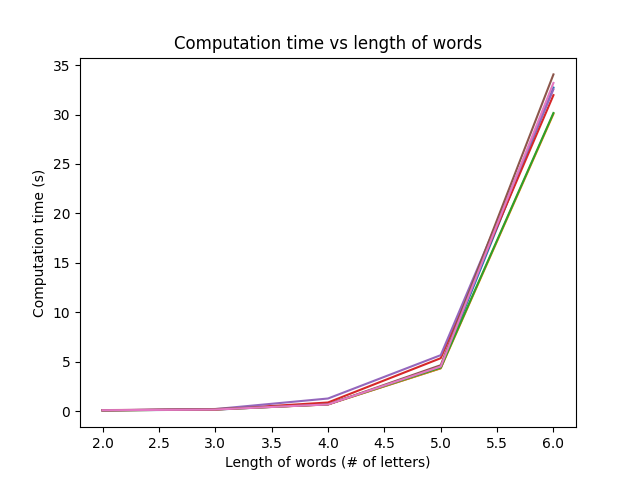 Computation time vs length of words
Computation time (s)
35
30
25
20
15
10
5
0
2.0 2.5 3.0 3.5 4.0 4.5 5.0 5.5 6.0
Length of words (# of letters)